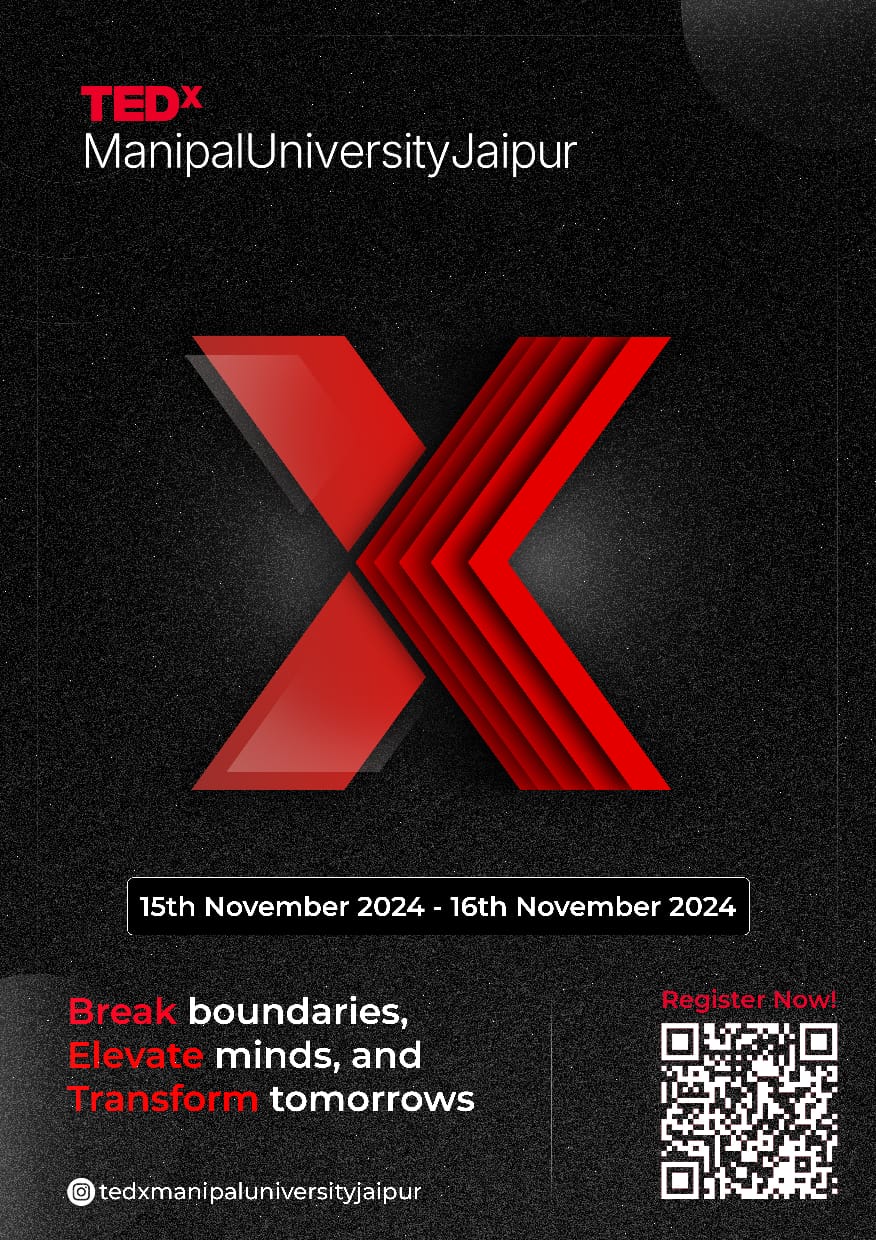 TEDx
ManipalUniversityJaipur
15th November 2024 - 16th November 2024
Break boundaries,
Elevate minds, and
Transform tomorrows
Register Now!
tedxmanipaluniversityjaipur